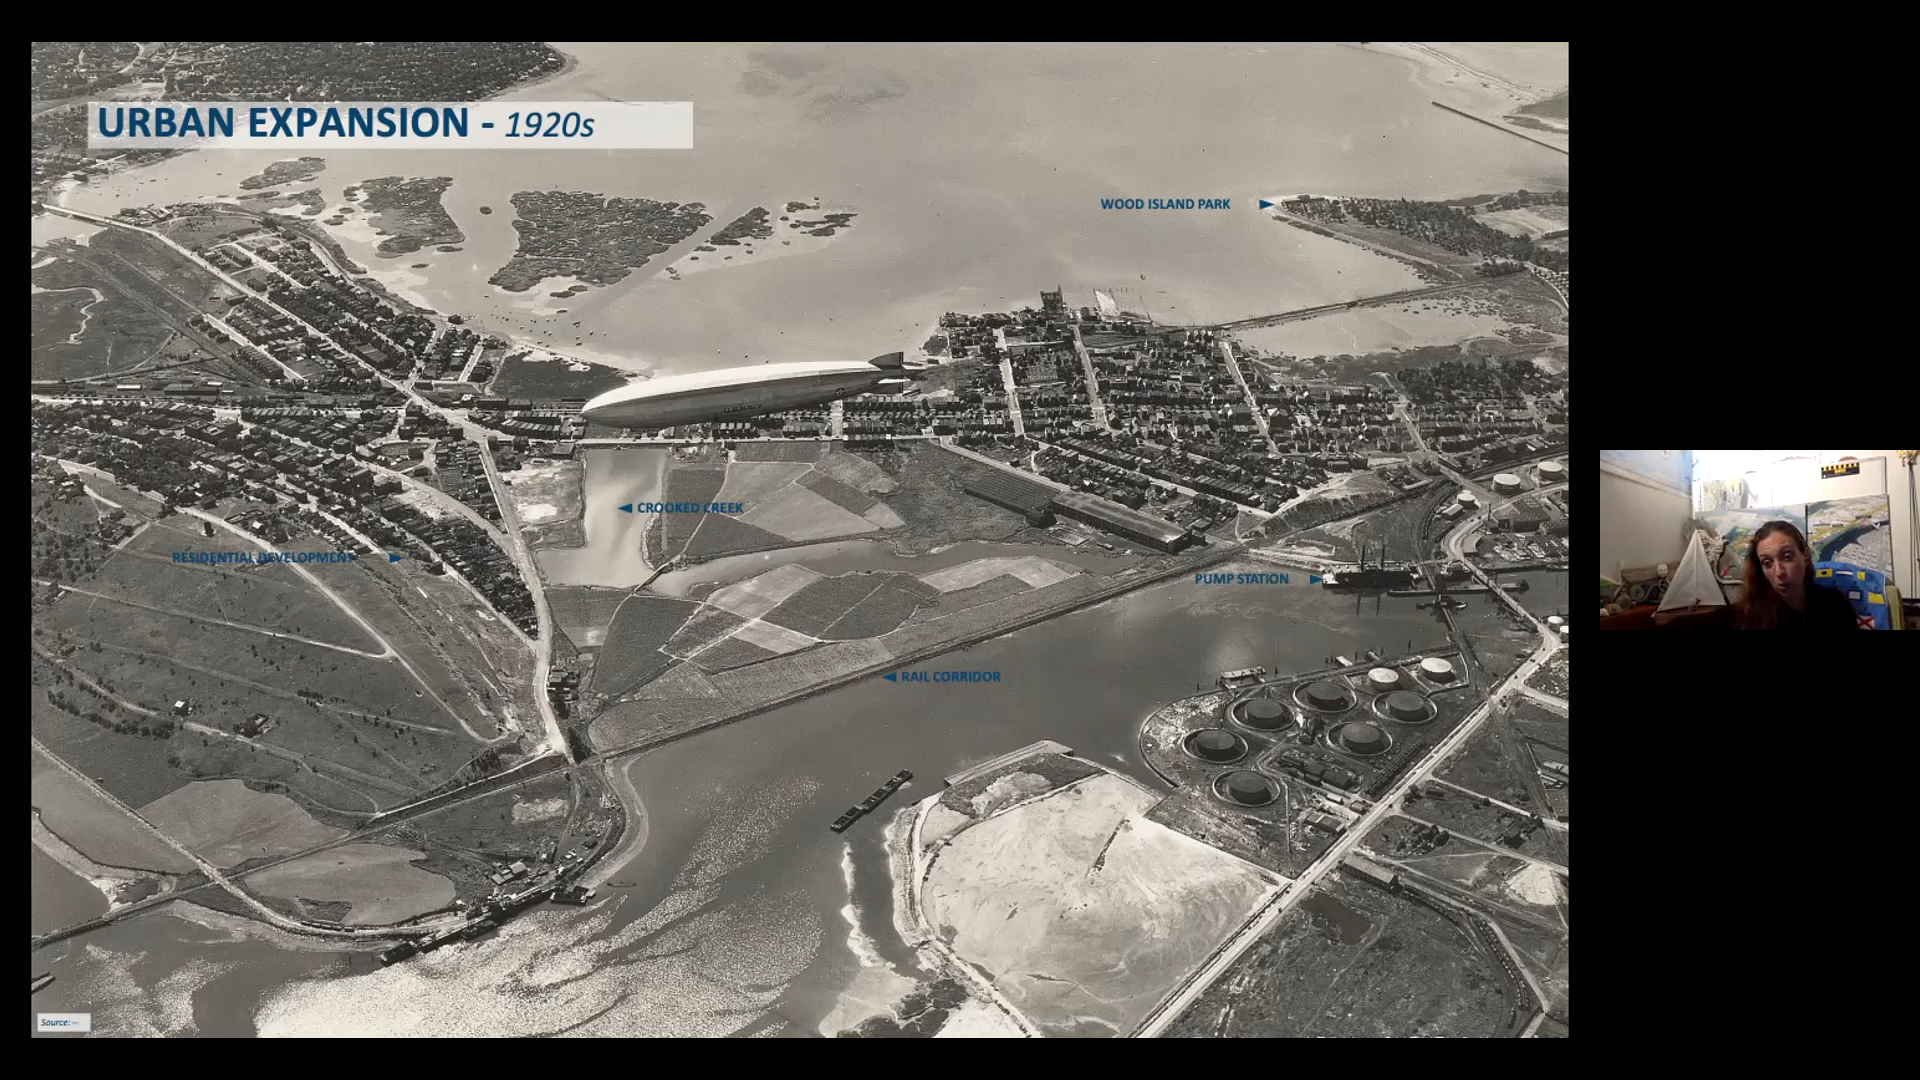 URBAN EXPANSION - 1920s
WOOD ISLAND PARK
CROOKED CREEK
RESIDENTIAL DEVELOPMENT
PUMP STATION
RAIL CORRIDOR
Source: --